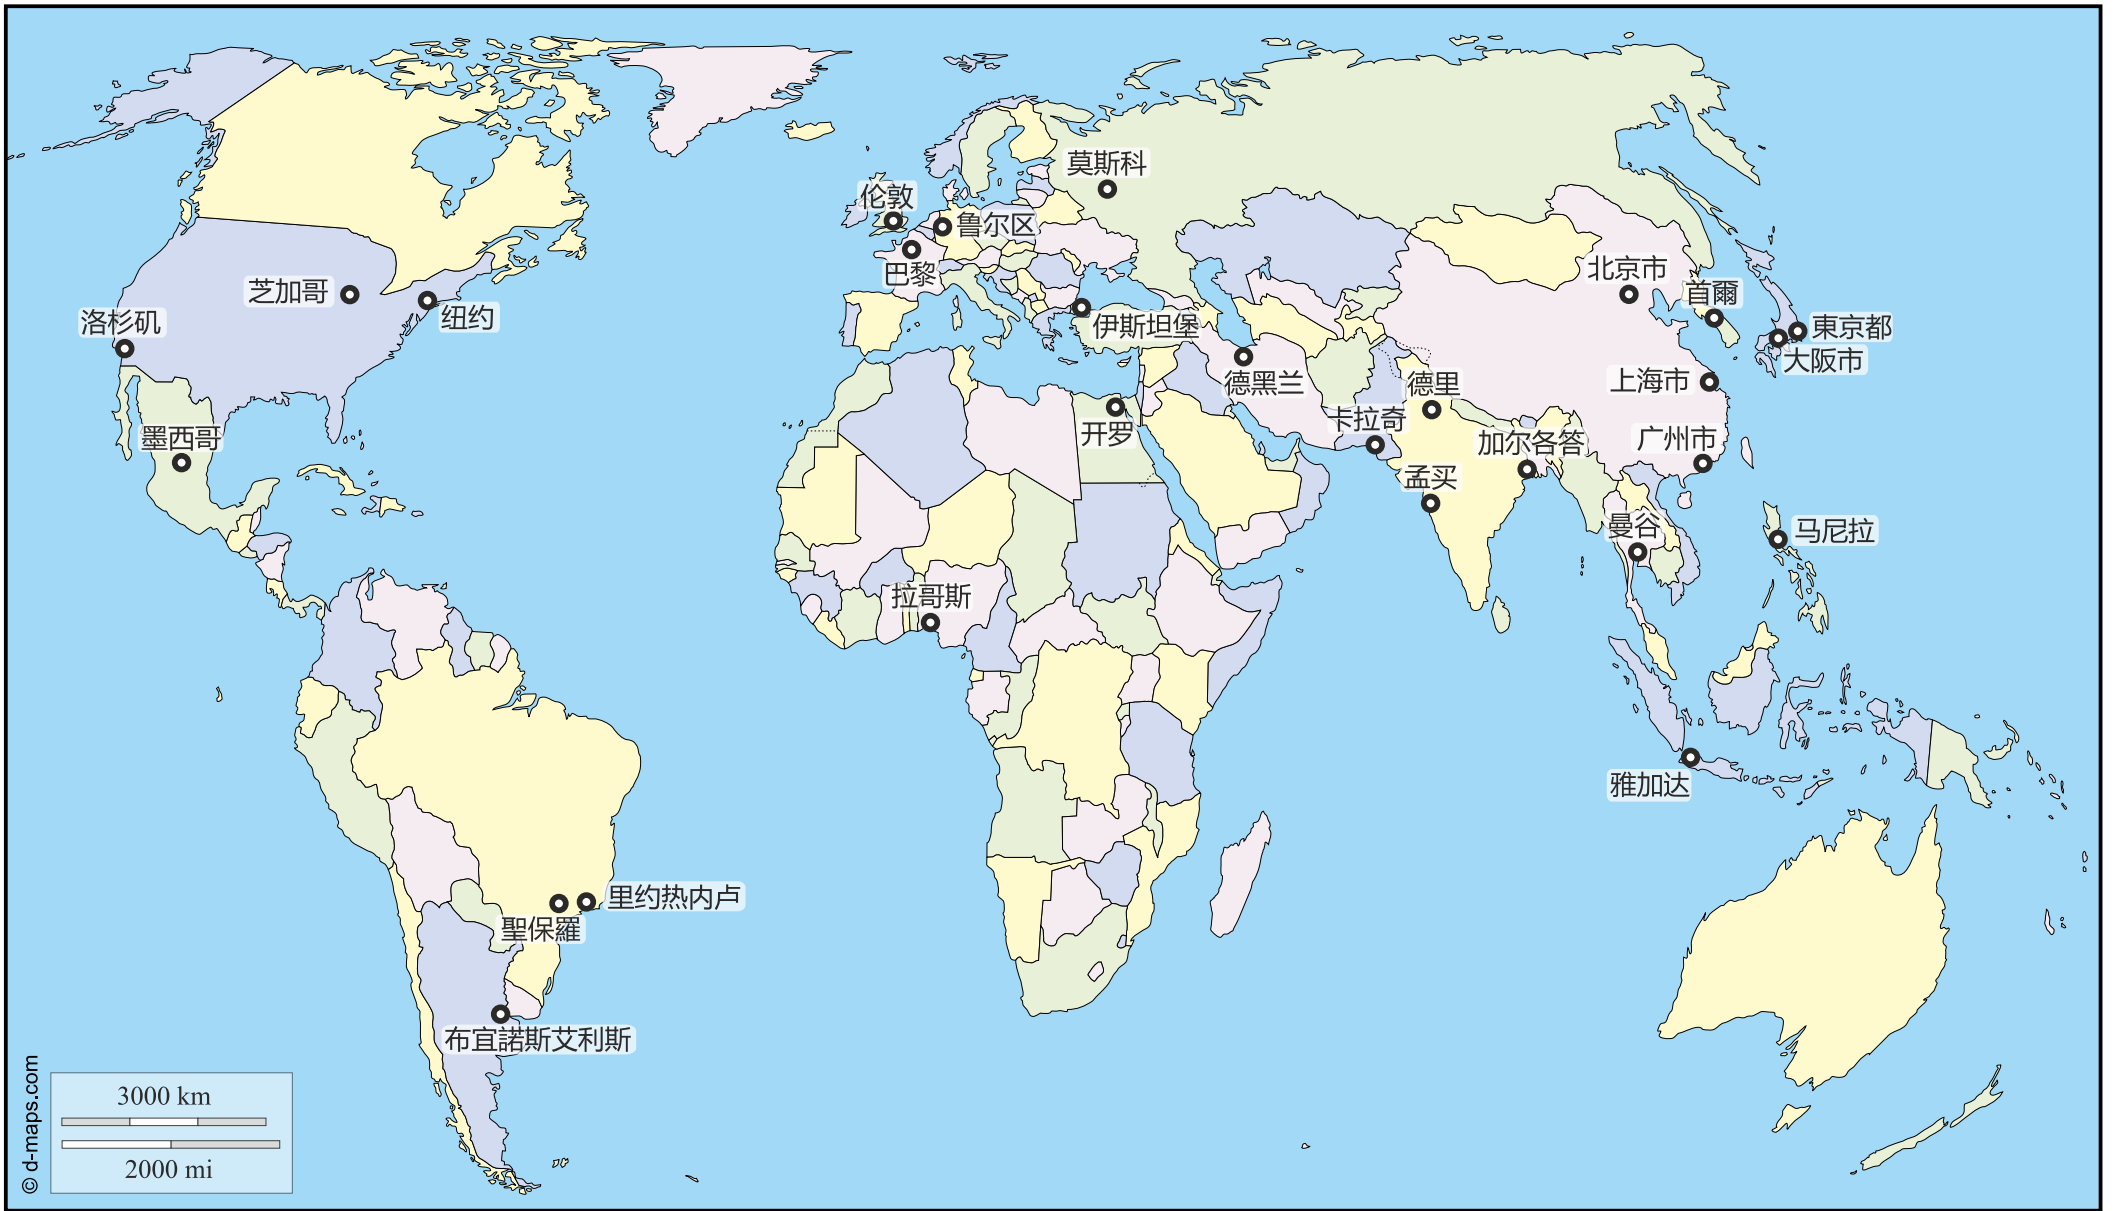 莫斯科
伦敦
鲁尔区
巴黎
北京市
芝加哥
首爾
纽约
洛杉矶
伊斯坦堡
東京都
大阪市
德黑兰
德里
上海市
卡拉奇
开罗
墨西哥
加尔各答
广州市
孟买
曼谷
马尼拉
拉哥斯
雅加达
里约热内卢
聖保羅
布宜諾斯艾利斯
3000 km
2000 mi
© d-maps.com